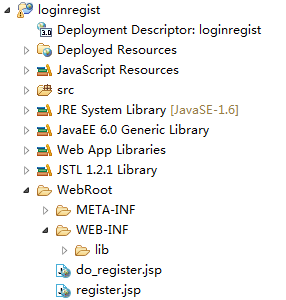 loginregist
Deployment Descriptor: loginregist
Deployed Resources
JavaScript Resources
src
JRE System Library [JavaSE-1.6]
JavaEE 6.0 Generic Library
Web App Libraries
JSTL 1.2.1 Library
WebRoot
META-INF
WEB-INF
lib
do_register.jsp
register.jsp